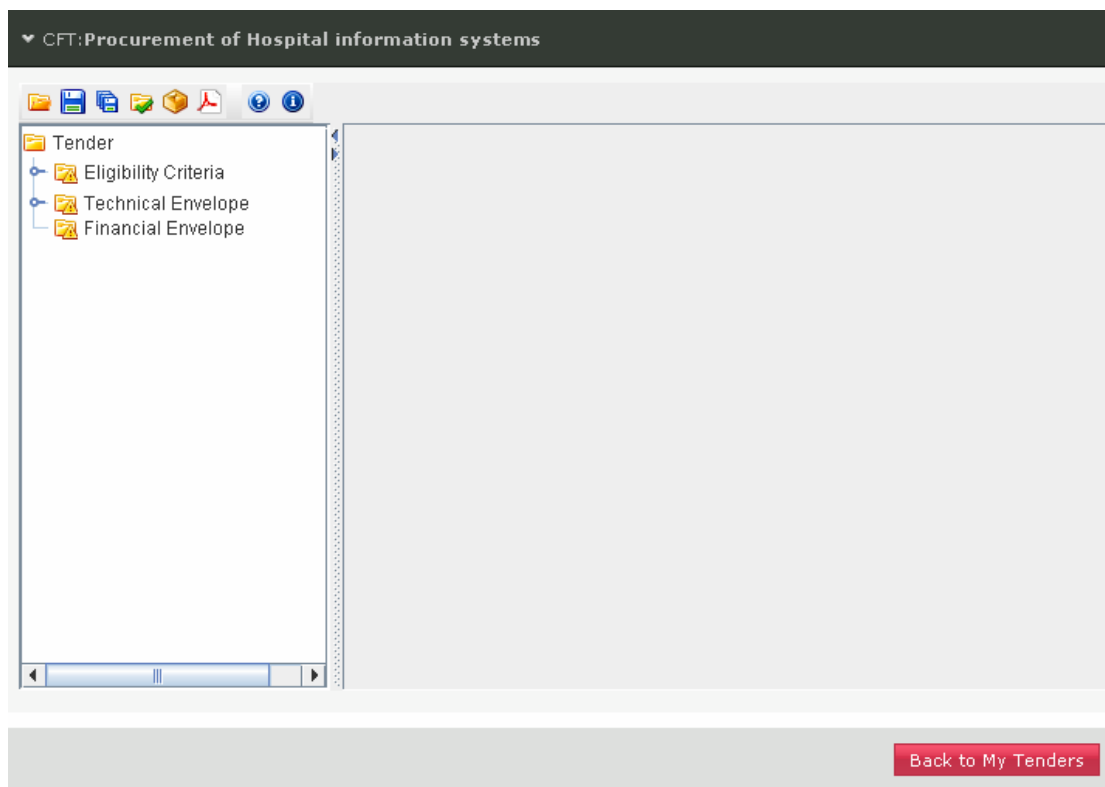 CFT:Procurement of Hospital information systems
Tender
Eligibility Criteria
Technical Envelope
Financial Envelope
Back to My Tenders